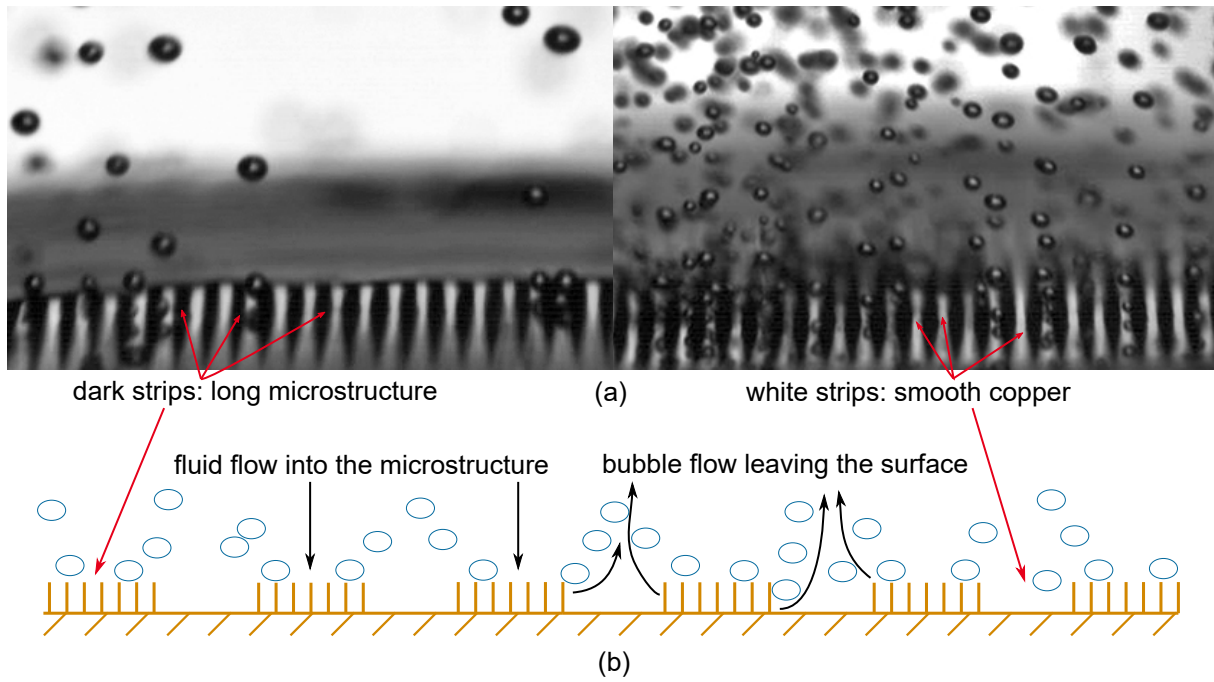 dark strips: long microstructure
(a)
white strips: smooth copper
fluid flow into the microstructure
bubble flow leaving the surface
(b)